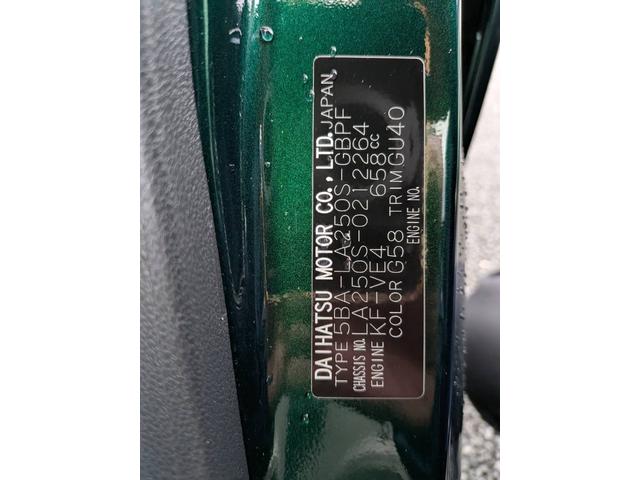 DAIHATSU MOTOR CO., LTD. JAPAN
TYPE 5BA-LA250S-GBPF
CHASSIS NO. LA250S-0212264
ENGINE KF-VE4 658cc
COLOR G58 TRIM GU40
ENGINE NO.